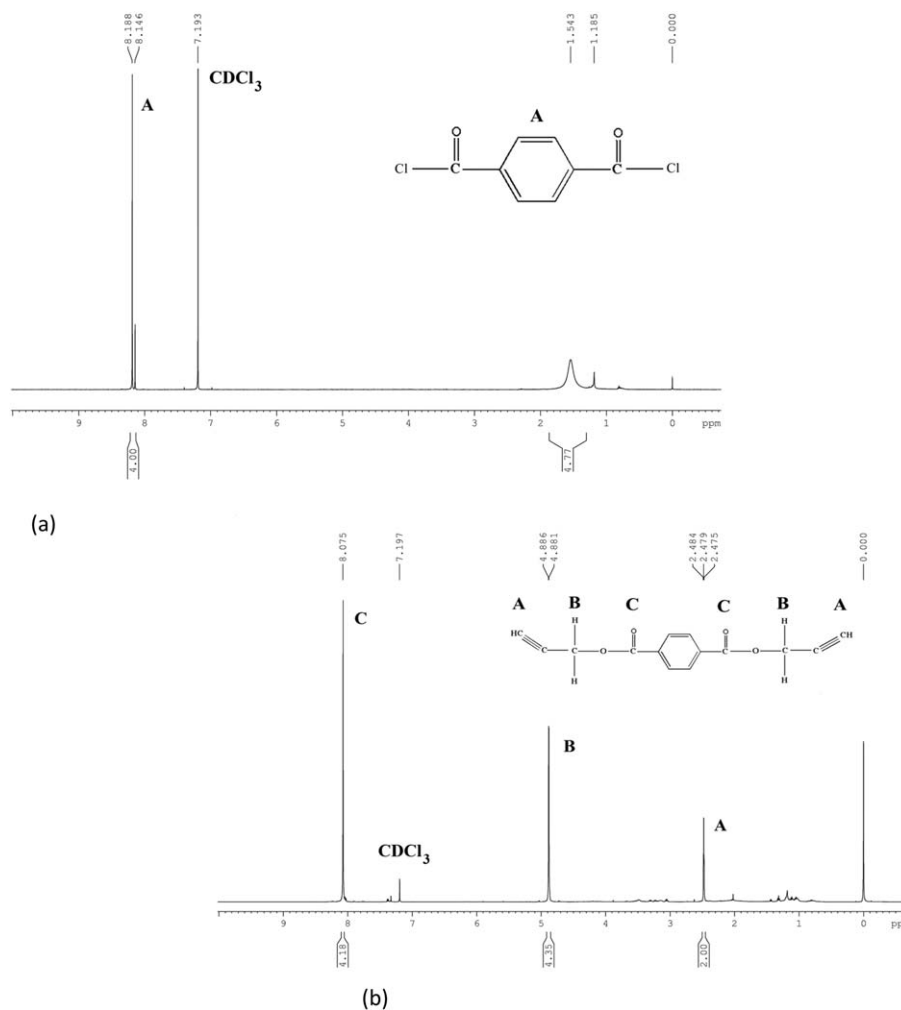 8.188
8.146
7.193
1.543
1.185
0.000
A
CDCl3
A
O
O
Cl
C
C
Cl
9
8
7
6
5
4
3
2
1
0
ppm
4.00
4.77
(a)
8.075
7.197
4.886
4.881
2.484
2.479
2.475
0.000
A
B
C
C
B
A
C
H
O
O
H
HC
C
C
O
C
C
O
C
C
CH
H
H
B
A
CDCl3
9
8
7
6
5
4
3
2
1
0
pp
4.18
4.35
2.00
(b)